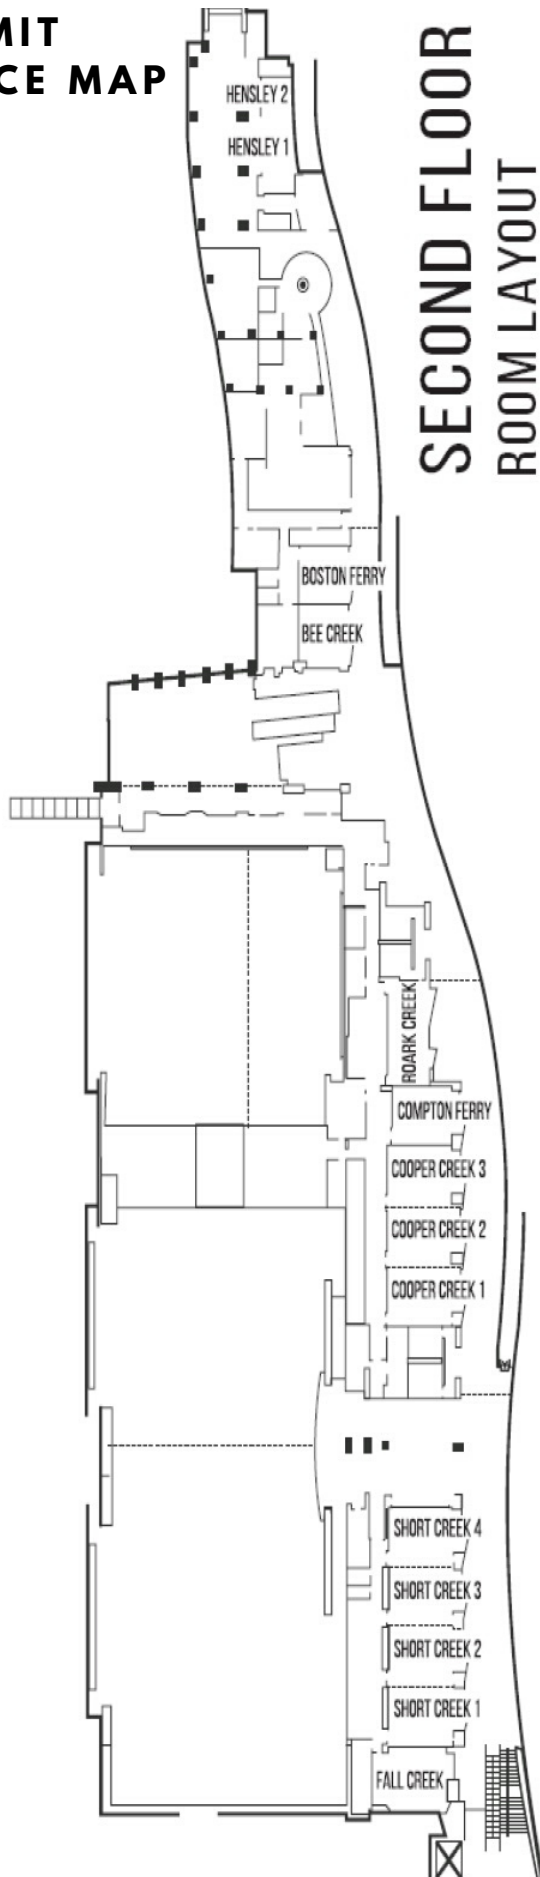 MIT
CE MAP
SECOND FLOOR
ROOM LAYOUT
HENSLEY 2
HENSLEY 1
BOSTON FERRY
BEE CREEK
ROARK CREEK
COMPTON FERRY
COOPER CREEK 3
COOPER CREEK 2
COOPER CREEK 1
SHORT CREEK 4
SHORT CREEK 3
SHORT CREEK 2
SHORT CREEK 1
FALL CREEK